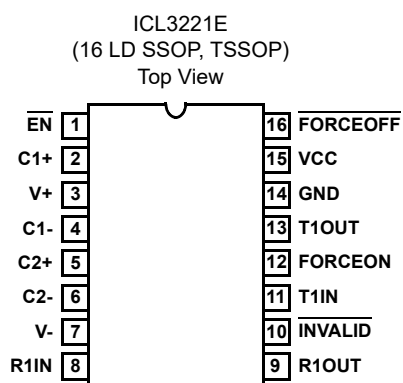 ICL3221E
(16 LD SSOP, TSSOP)
Top View
EN 1 16 FORCEOFF
C1+ 2 15 VCC
V+ 3 14 GND
C1- 4 13 T1OUT
C2+ 5 12 FORCEON
C2- 6 11 T1IN
V- 7 10 INVALID
R1IN 8 9 R1OUT